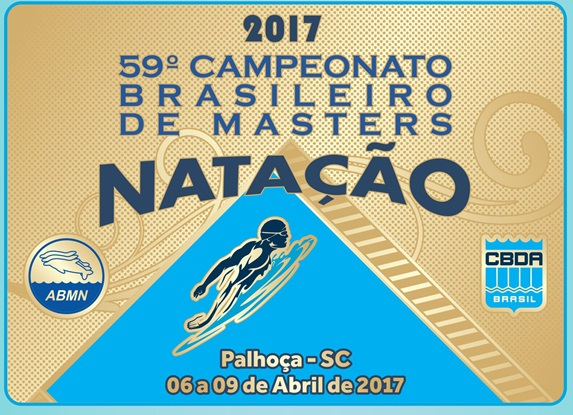 2017
59º CAMPEONATO
BRASILEIRO
DE MASTERS
NATAÇÃO
ABMN
CBDA
BRASIL
Palhoça - SC
06 a 09 de Abril de 2017